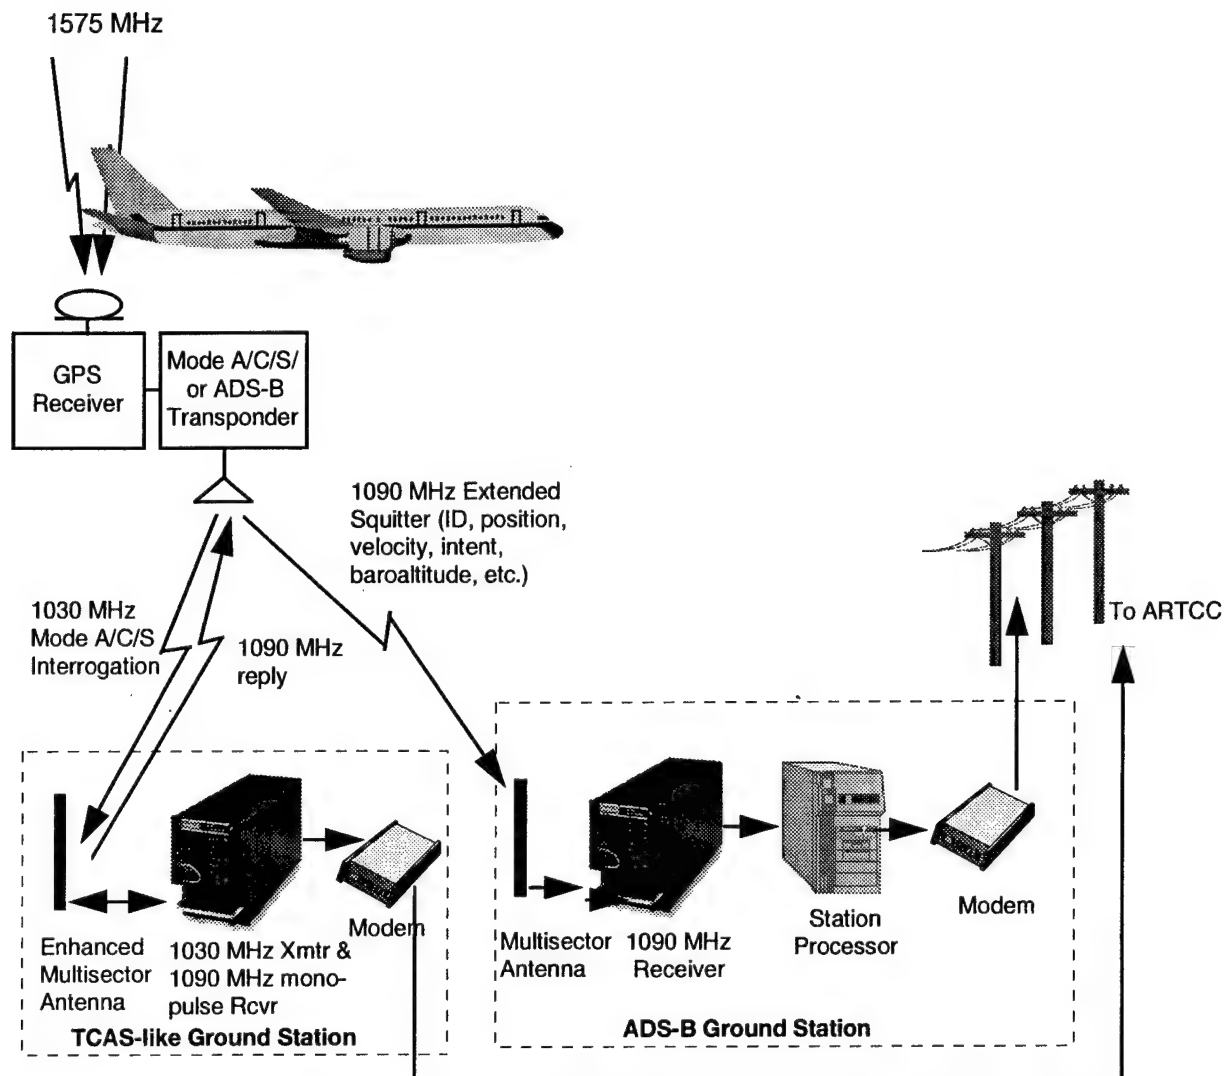 1575 MHz
GPS
Receiver
Mode A/C/S/
or ADS-B
Transponder
1090 MHz Extended
Squitter (ID, position,
velocity, intent,
baroaltitude, etc.)
1030 MHz
Mode A/C/S
Interrogation
1090 MHz
reply
To ARTCC
Enhanced
Multisector
Antenna
1030 MHz Xmtr &
1090 MHz mono-
pulse Rcvr
Modem
TCAS-like Ground Station
Multisector
Antenna
1090 MHz
Receiver
Station
Processor
Modem
ADS-B Ground Station